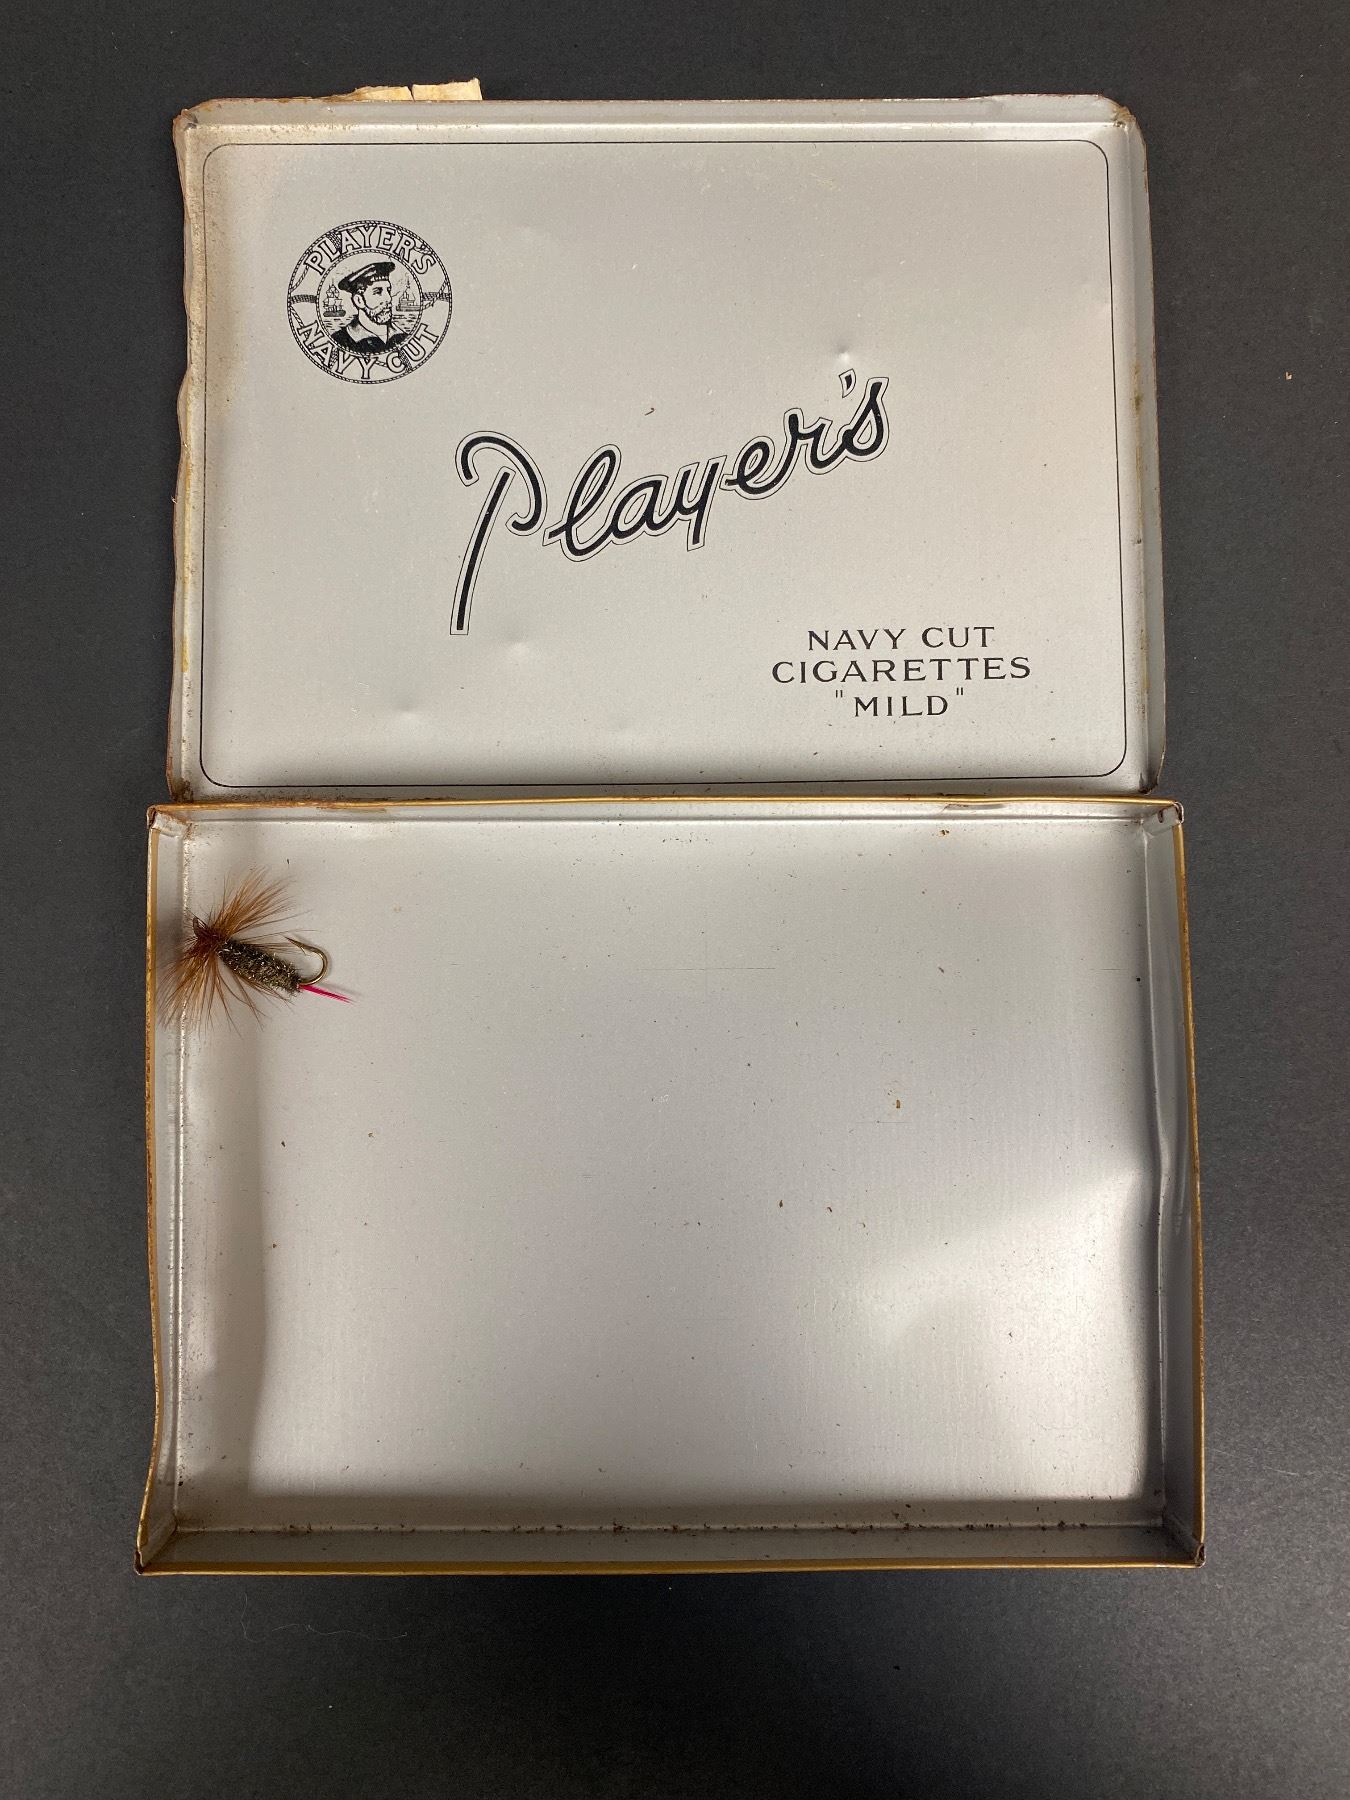 PLAYER'S
NAVY CUT
Player's
NAVY CUT
CIGARETTES
"MILD"